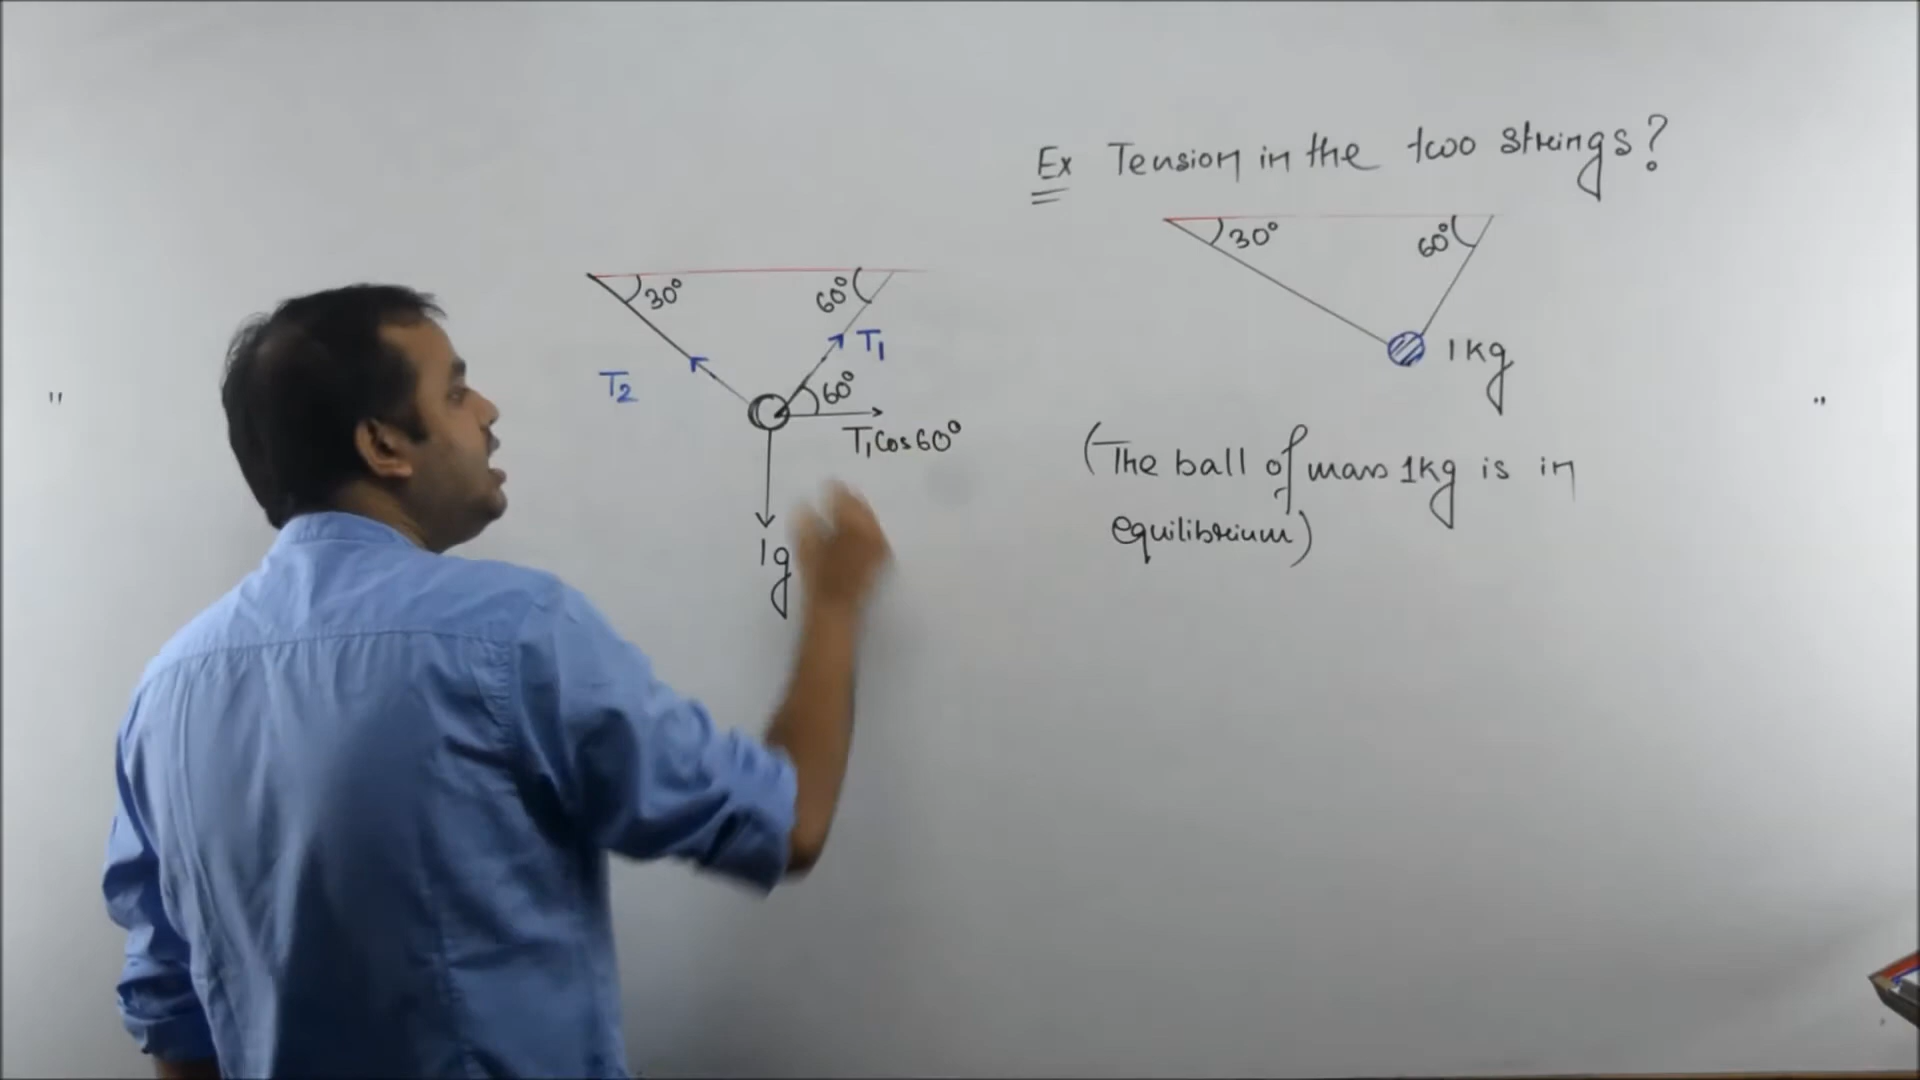 Ex Tension in the two strings?
30° 60°
1kg
(The ball of mass 1kg is in
equilibrium)
30° 60°
T1
T2
60°
T1Cos60°
1g
"
"